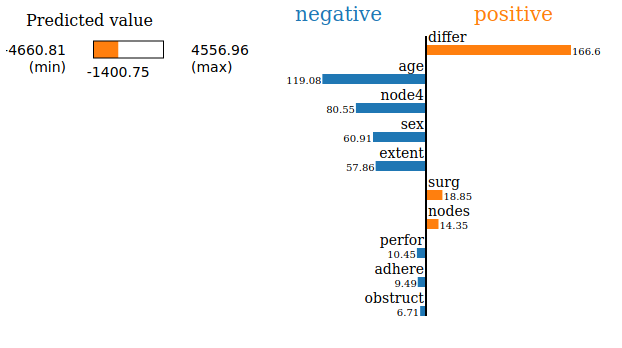 Predicted value
-4660.81
(min)
-1400.75
4556.96
(max)
negative
positive
differ
166.6
age
119.08
node4
80.55
sex
60.91
extent
57.86
surg
18.85
nodes
14.35
perfor
10.45
adhere
9.49
obstruct
6.71